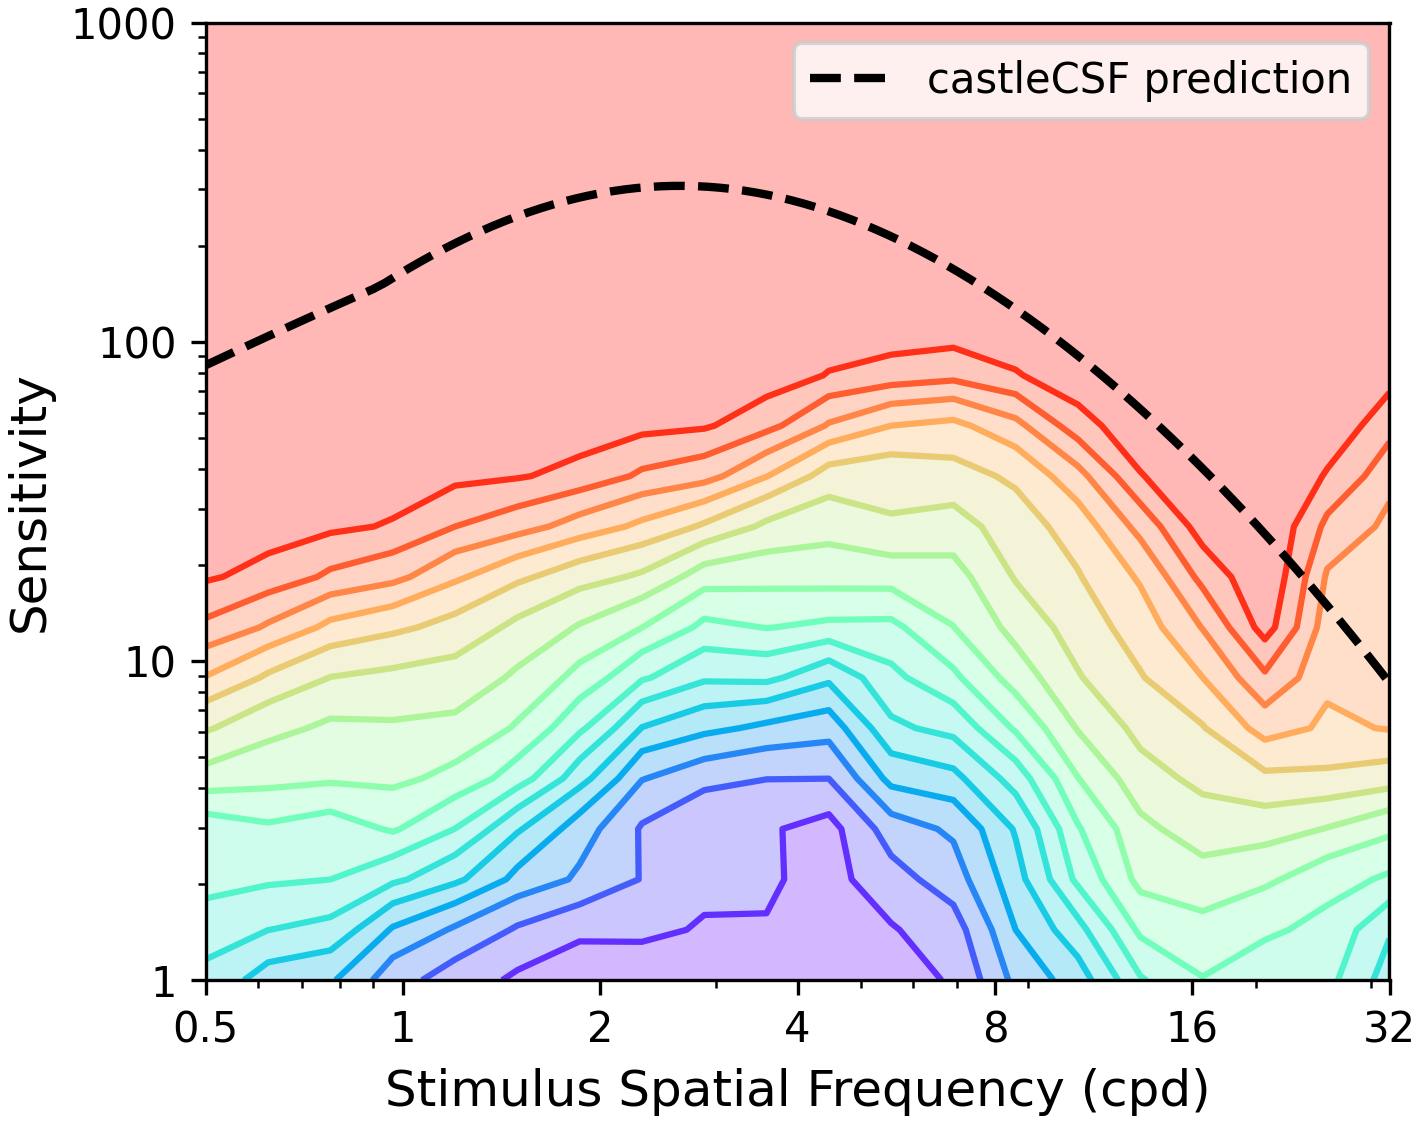 1000
castleCSF prediction
100
Sensitivity
10
1
0.5 1 2 4 8 16 32
Stimulus Spatial Frequency (cpd)